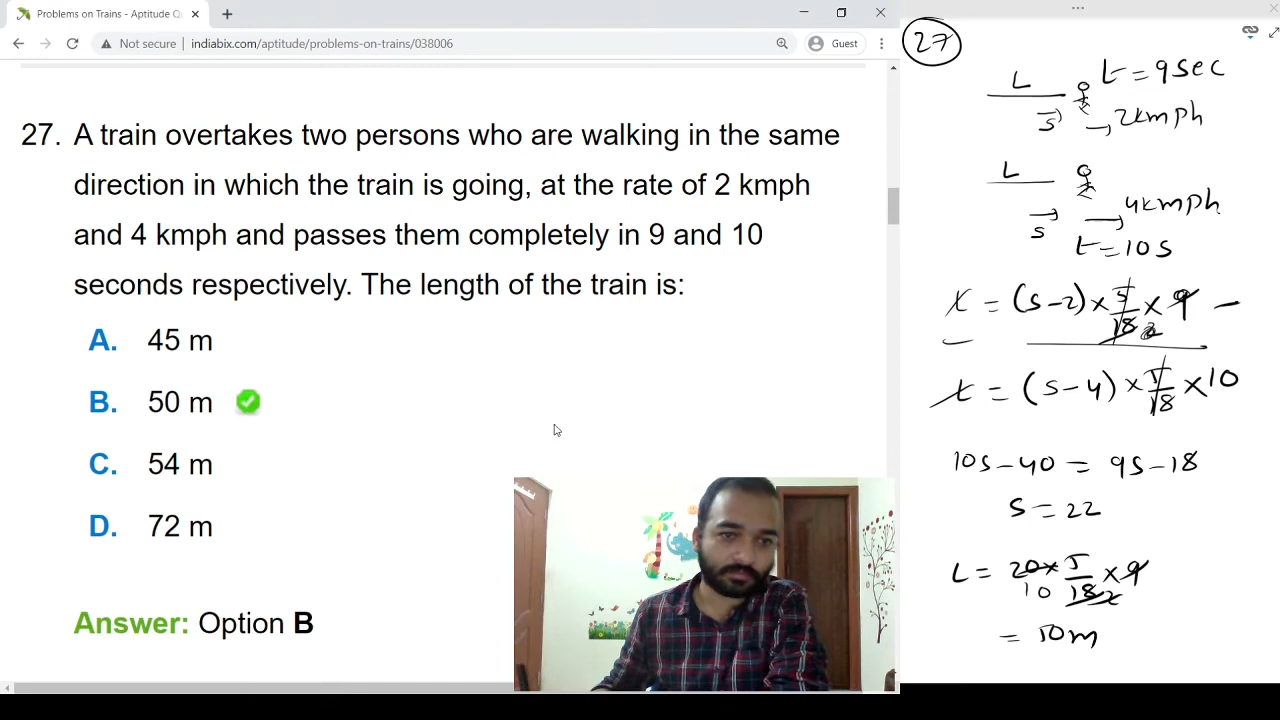 Problems on Trains - Aptitude Q
Not secure | indiabix.com/aptitude/problems-on-trains/038006
Guest
27. A train overtakes two persons who are walking in the same
direction in which the train is going, at the rate of 2 kmph
and 4 kmph and passes them completely in 9 and 10
seconds respectively. The length of the train is:
A. 45 m
B. 50 m
C. 54 m
D. 72 m
Answer: Option B
27
L t = 9sec
s → 2kmph
L
s → 4kmph
t = 10s
L = (s-2) × 5/18 × 9 -
L = (s-4) × 5/18 × 10
10s - 40 = 9s - 18
s = 22
L = 20 × 5/18 × 9
10 2
= 50m